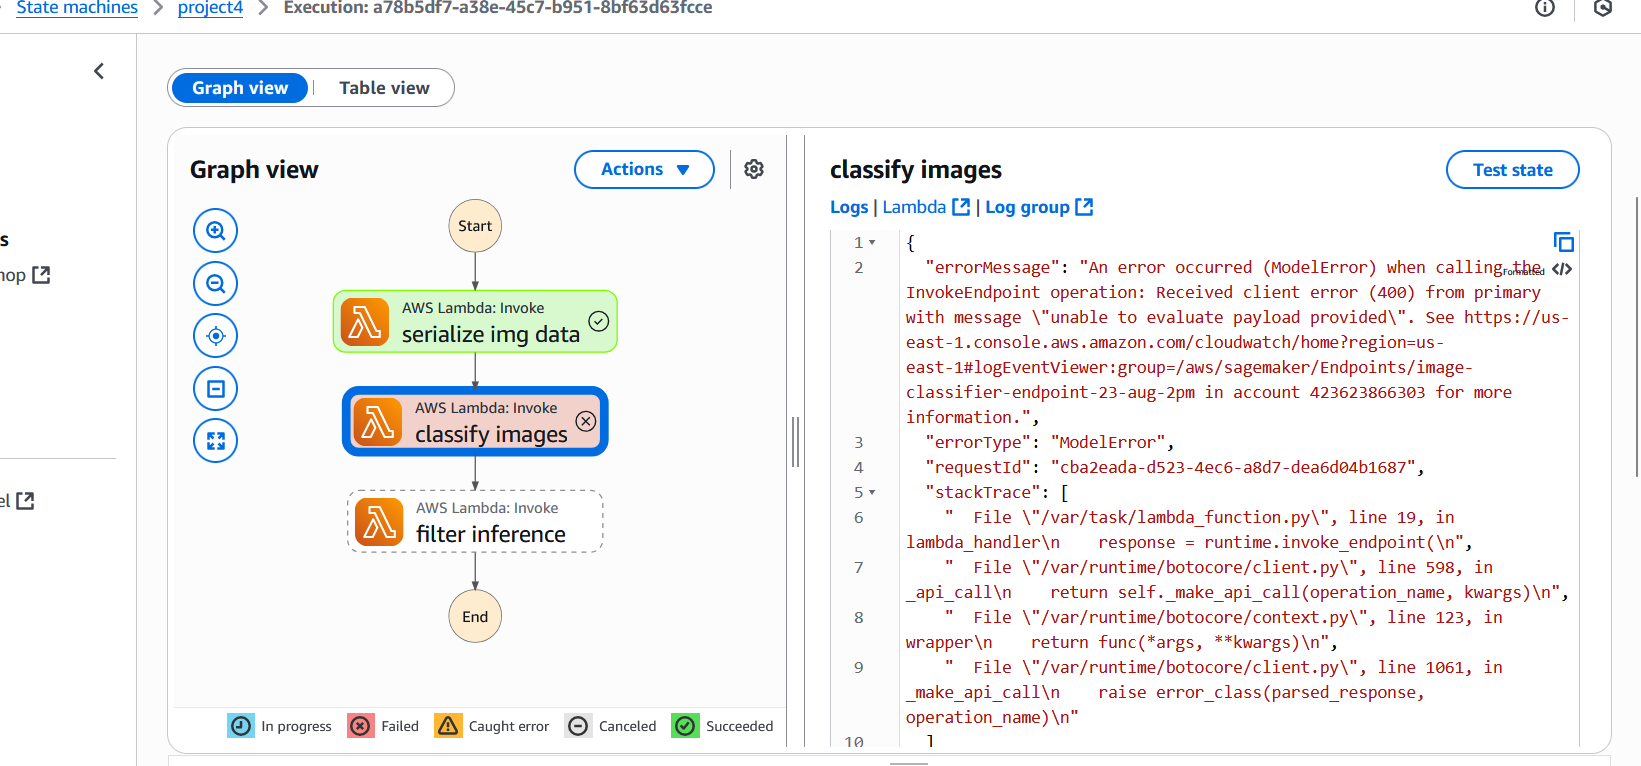 State machines > project4 > Execution: a78b5df7-a38e-45c7-b951-8bf63d63fcce
Graph view | Table view
s
nop
el
Graph view
Actions
Start
AWS Lambda: Invoke
serialize img data
AWS Lambda: Invoke
classify images
AWS Lambda: Invoke
filter inference
End
In progress Failed Caught error Canceled Succeeded
classify images
Test state
Logs | Lambda | Log group
Formatted
1 {
2 "errorMessage": "An error occurred (ModelError) when calling the
InvokeEndpoint operation: Received client error (400) from primary
with message \"unable to evaluate payload provided\". See https://us-
east-1.console.aws.amazon.com/cloudwatch/home?region=us-
east-1#logEventViewer:group=/aws/sagemaker/Endpoints/image-
classifier-endpoint-23-aug-2pm in account 423623866303 for more
information.",
3 "errorType": "ModelError",
4 "requestId": "cba2eada-d523-4ec6-a8d7-dea6d04b1687",
5 "stackTrace": [
6 "  File \"/var/task/lambda_function.py\", line 19, in
lambda_handler\n    response = runtime.invoke_endpoint(\n",
7 "  File \"/var/runtime/botocore/client.py\", line 598, in
_api_call\n    return self._make_api_call(operation_name, kwargs)\n",
8 "  File \"/var/runtime/botocore/context.py\", line 123, in
wrapper\n    return func(*args, **kwargs)\n",
9 "  File \"/var/runtime/botocore/client.py\", line 1061, in
_make_api_call\n    raise error_class(parsed_response,
operation_name)\n"
10 ]